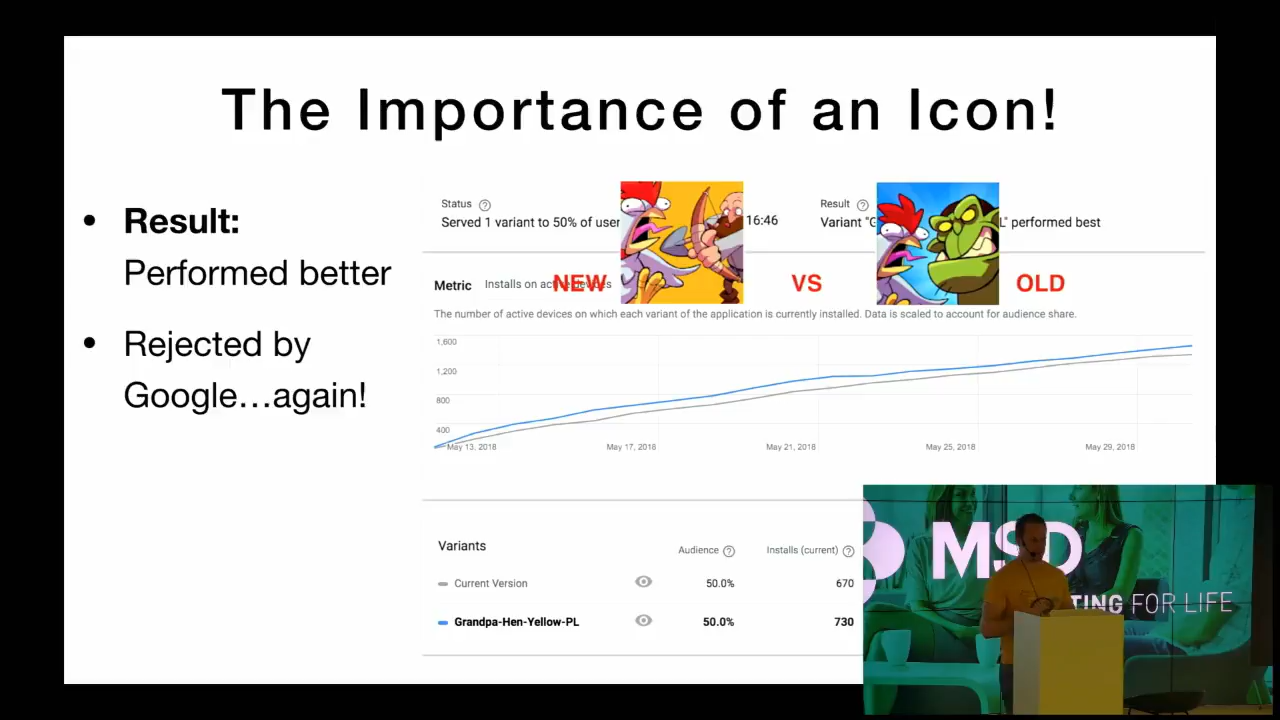 The Importance of an Icon!
• Result:
Performed better
• Rejected by
Google…again!
Status
Served 1 variant to 50% of user
16:46
Result
Variant "G
L" performed best
NEW
VS
OLD
Metric Installs on active devices
The number of active devices on which each variant of the application is currently installed. Data is scaled to account for audience share.
1,600
1,200
800
400
May 13, 2018 May 17, 2018 May 21, 2018 May 25, 2018 May 29, 2018
Variants Audience Installs (current)
Current Version 50.0% 670
Grandpa-Hen-Yellow-PL 50.0% 730
MSD
TING FOR LIFE